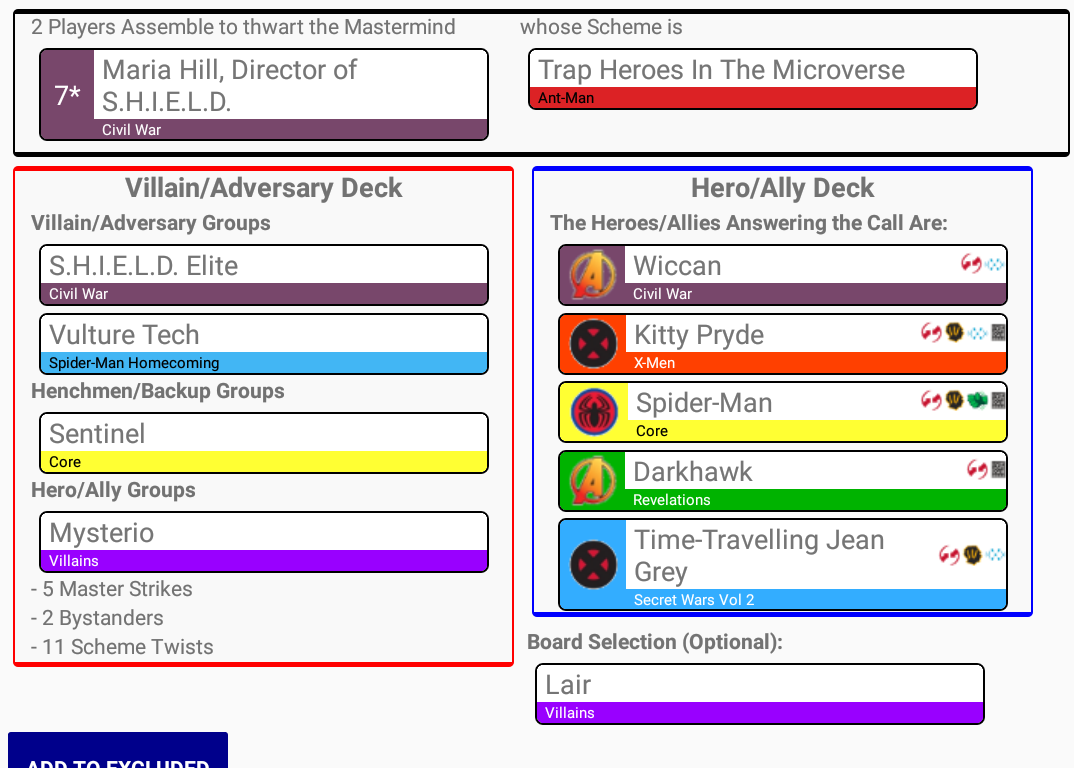 2 Players Assemble to thwart the Mastermind
7*
Maria Hill, Director of
S.H.I.E.L.D.
Civil War
whose Scheme is
Trap Heroes In The Microverse
Ant-Man
Villain/Adversary Deck
Villain/Adversary Groups
S.H.I.E.L.D. Elite
Civil War
Vulture Tech
Spider-Man Homecoming
Henchmen/Backup Groups
Sentinel
Core
Hero/Ally Groups
Mysterio
Villains
- 5 Master Strikes
- 2 Bystanders
- 11 Scheme Twists
Hero/Ally Deck
The Heroes/Allies Answering the Call Are:
Wiccan
Civil War
Kitty Pryde
X-Men
Spider-Man
Core
Darkhawk
Revelations
Time-Travelling Jean
Grey
Secret Wars Vol 2
Board Selection (Optional):
Lair
Villains
ADD TO EXCLUDED